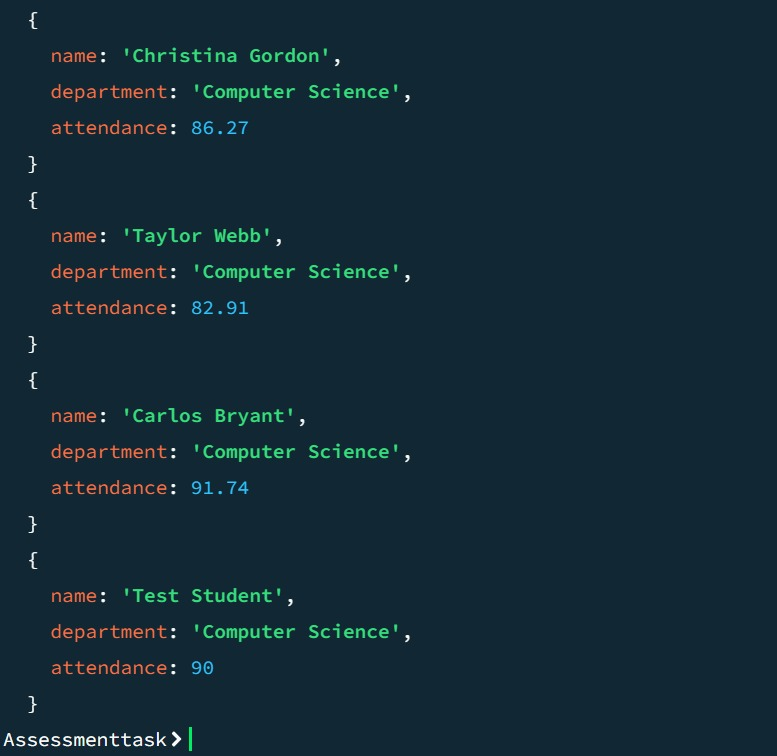 {
name: 'Christina Gordon',
department: 'Computer Science',
attendance: 86.27
}
{
name: 'Taylor Webb',
department: 'Computer Science',
attendance: 82.91
}
{
name: 'Carlos Bryant',
department: 'Computer Science',
attendance: 91.74
}
{
name: 'Test Student',
department: 'Computer Science',
attendance: 90
}
Assessmenttask>